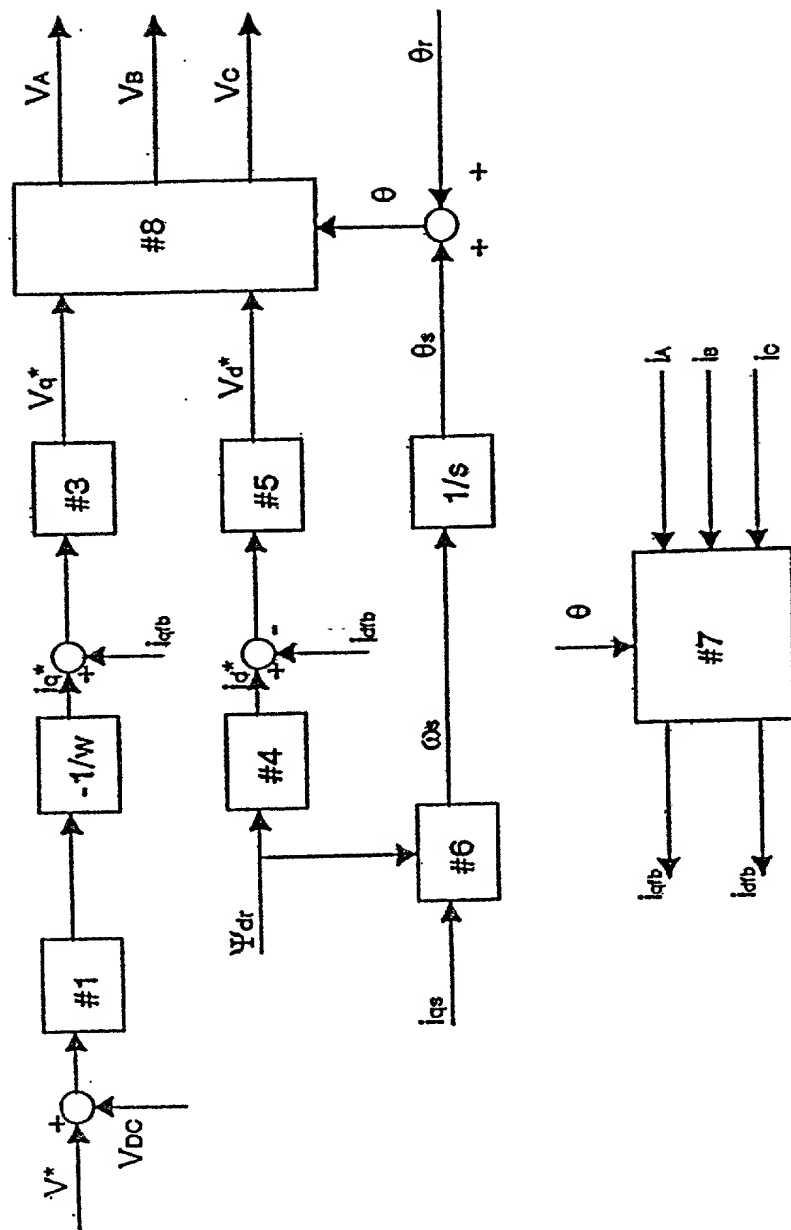 V*
+
VDC
#1
-1/w
iq*
+
iqfb
#3
Vq*
#8
VA
VB
VC
Ψdr
#4
id*
+
-
idfb
#5
Vd*
θ
iqs
#6
ωs
1/s
θs
+
+
θr
θ
#7
iqfb
idfb
iA
iB
iC